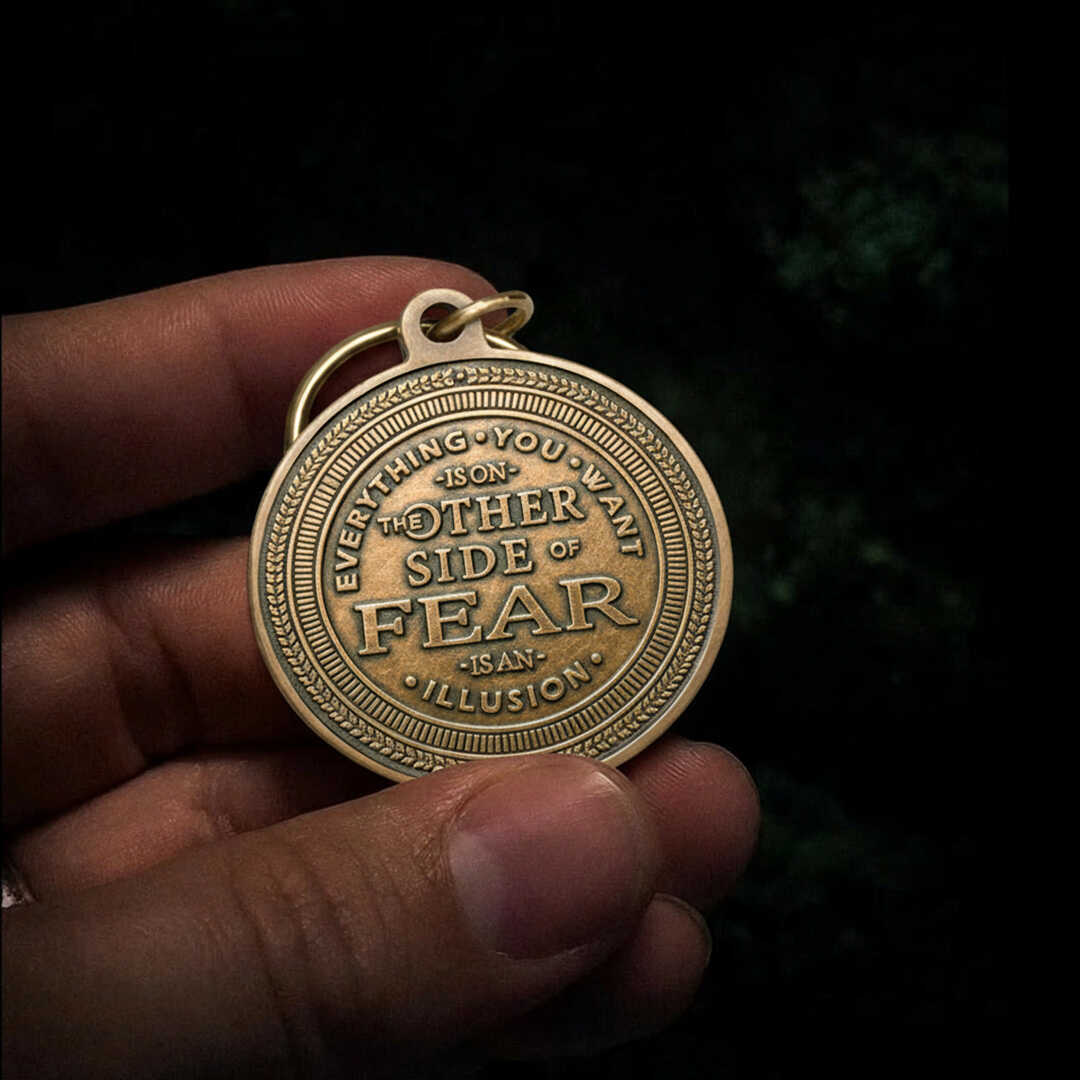 EVERYTHING • YOU • WANT
-IS ON-
THE OTHER
SIDE OF
FEAR
-IS AN-
• ILLUSION •